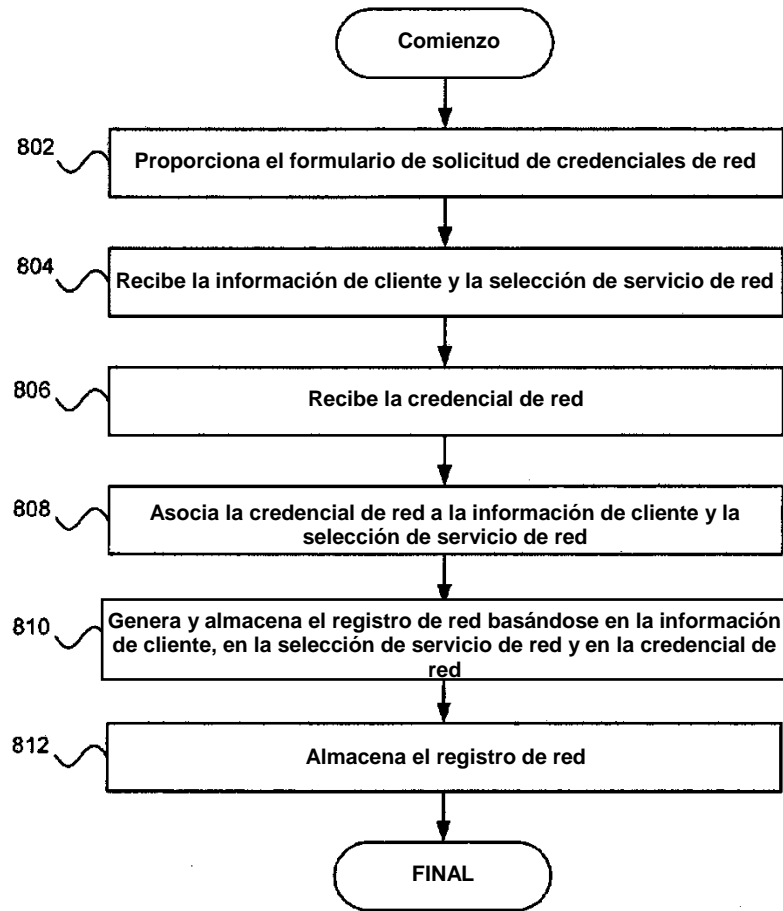 Comienzo
802
Proporciona el formulario de solicitud de credenciales de red
804
Recibe la información de cliente y la selección de servicio de red
806
Recibe la credencial de red
808
Asocia la credencial de red a la información de cliente y la
selección de servicio de red
810
Genera y almacena el registro de red basándose en la información
de cliente, en la selección de servicio de red y en la credencial de
red
812
Almacena el registro de red
FINAL